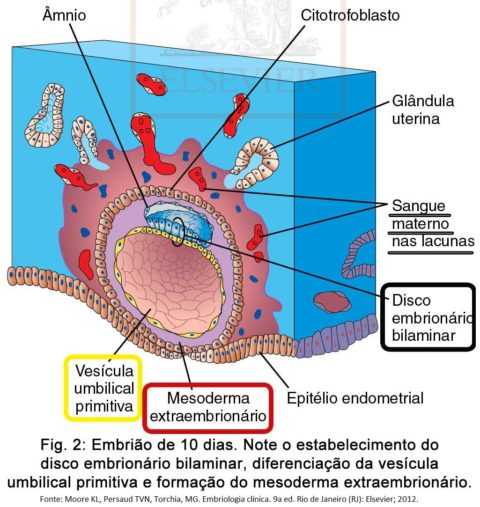 ELSEVIER
Âmnio
Citotrofoblasto
Glândula
uterina
Sangue
materno
nas lacunas
Disco
embrionário
bilaminar
Vesícula
umbilical
primitiva
Mesoderma
extraembrionário
Epitélio endometrial
Fig. 2: Embrião de 10 dias. Note o estabelecimento do
disco embrionário bilaminar, diferenciação da vesícula
umbilical primitiva e formação do mesoderma extraembrionário.
Fonte: Moore KL, Persaud TVN, Torchia, MG. Embriologia clínica. 9a ed. Rio de Janeiro (RJ): Elsevier; 2012.